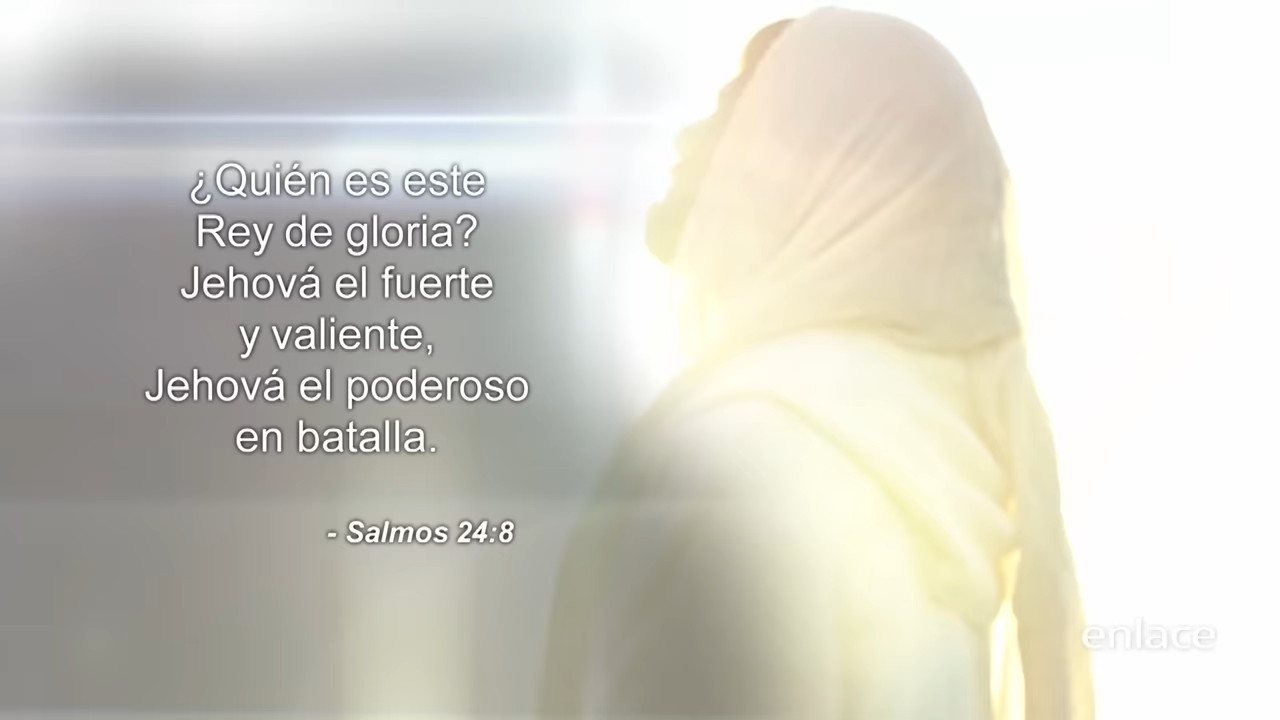 ¿Quién es este
Rey de gloria?
Jehová el fuerte
y valiente,
Jehová el poderoso
en batalla.
- Salmos 24:8
enlace